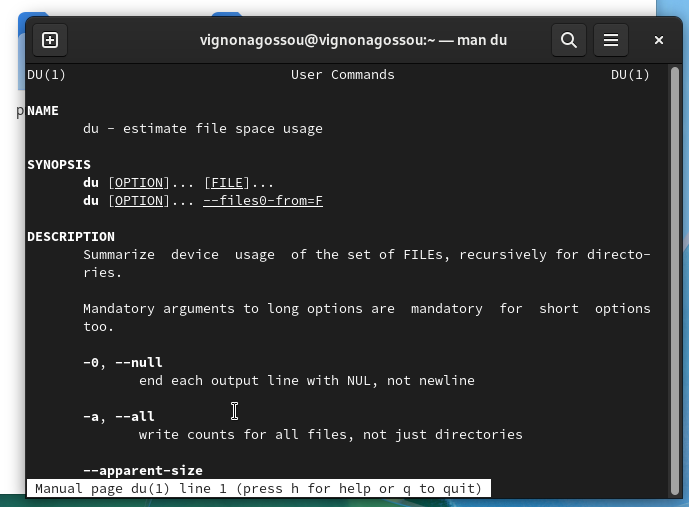 vignonagossou@vignonagossou:~ — man du
p
DU(1) User Commands DU(1)
NAME
du - estimate file space usage
SYNOPSIS
du [OPTION]... [FILE]...
du [OPTION]... --files0-from=F
DESCRIPTION
Summarize device usage of the set of FILEs, recursively for directo-
ries.
Mandatory arguments to long options are mandatory for short options
too.
-0, --null
end each output line with NUL, not newline
-a, --all
write counts for all files, not just directories
--apparent-size
Manual page du(1) line 1 (press h for help or q to quit)